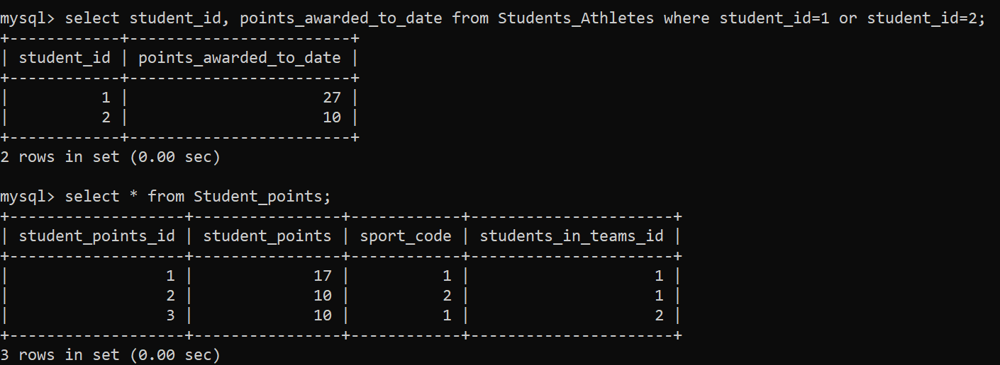 mysql> select student_id, points_awarded_to_date from Students_Athletes where student_id=1 or student_id=2;
+------------+------------------------+
| student_id | points_awarded_to_date |
+------------+------------------------+
|          1 |                     27 |
|          2 |                     10 |
+------------+------------------------+
2 rows in set (0.00 sec)

mysql> select * from Student_points;
+-------------------+----------------+------------+----------------------+
| student_points_id | student_points | sport_code | students_in_teams_id |
+-------------------+----------------+------------+----------------------+
|                 1 |             17 |          1 |                    1 |
|                 2 |             10 |          2 |                    1 |
|                 3 |             10 |          1 |                    2 |
+-------------------+----------------+------------+----------------------+
3 rows in set (0.00 sec)